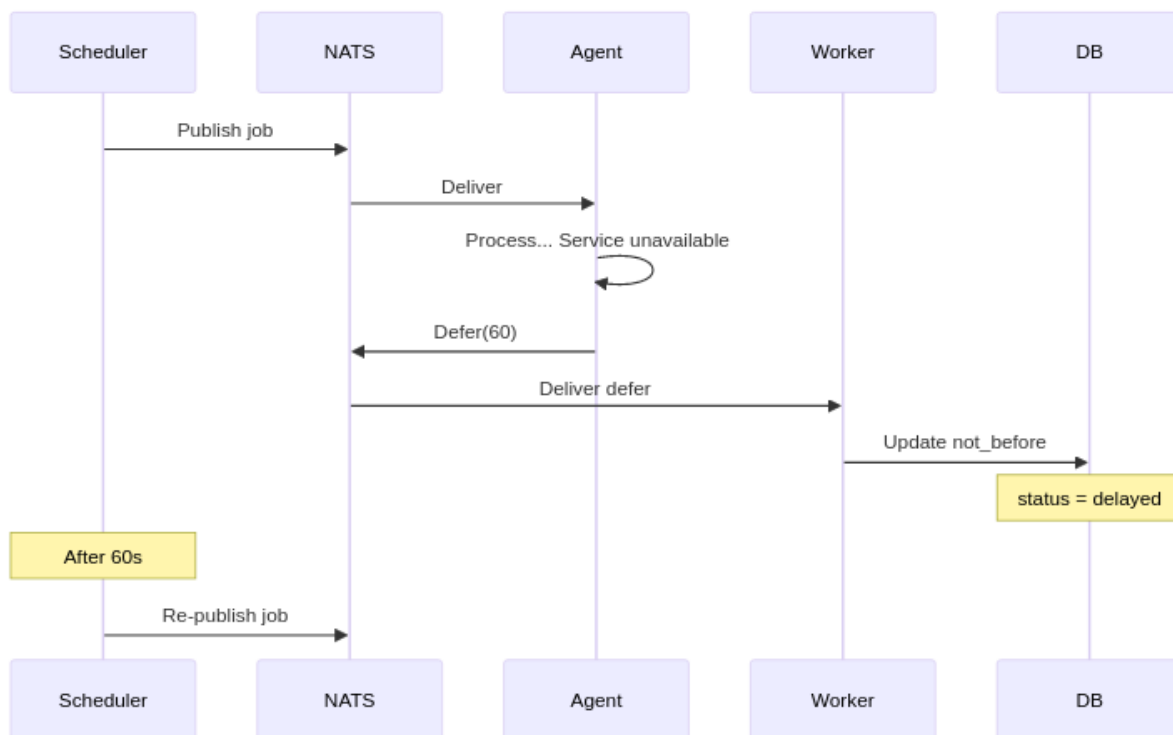 Scheduler
NATS
Agent
Worker
DB
Publish job
Deliver
Process... Service unavailable
Defer(60)
Deliver defer
Update not_before
status = delayed
After 60s
Re-publish job
Scheduler
NATS
Agent
Worker
DB